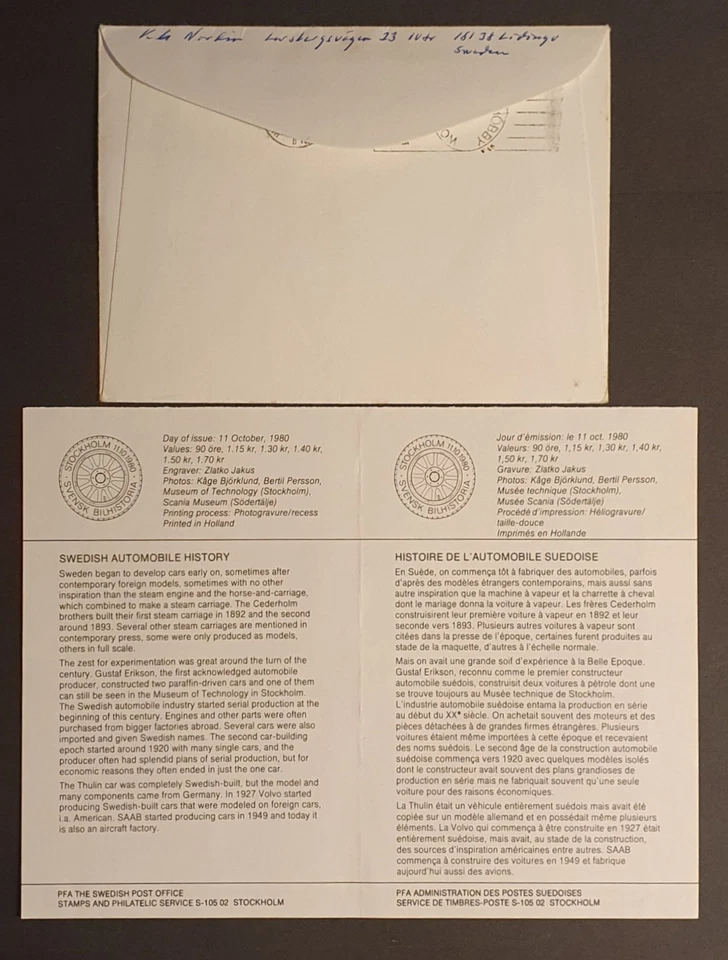 Norkin 23 Sweden
HOBBY
Day of issue: 11 October, 1980
Values: 90 öre, 1.15 kr, 1.30 kr, 1.40 kr,
1.50 kr, 1.70 kr
Engraver: Zlatko Jakus
Photos: Kåge Björklund, Bertil Persson,
Museum of Technology (Stockholm),
Scania Museum (Södertälje)
Printing process: Photogravure/recess
Printed in Holland
STOCKHOLM 11.10.1980
SVENSK BILHISTORIA
SWEDISH AUTOMOBILE HISTORY
Sweden began to develop cars early on, sometimes after
contemporary foreign models, sometimes with no other
inspiration than the steam engine and the horse-and-carriage,
which combined to make a steam carriage. The Cederholm
brothers built their first steam carriage in 1892 and the second
around 1893. Several other steam carriages are mentioned in
contemporary press, some were only produced as models,
others in full scale.
The zest for experimentation was great around the turn of the
century. Gustaf Erikson, the first acknowledged automobile
producer, constructed two paraffin-driven cars and one of them
can still be seen in the Museum of Technology in Stockholm.
The Swedish automobile industry started serial production at the
beginning of this century. Engines and other parts were often
purchased from bigger factories abroad. Several cars were also
imported and given Swedish names. The second car-building
epoch started around 1920 with many single cars, and the
producer often had splendid plans of serial production, but for
economic reasons they often ended in just the one car.
The Thulin car was completely Swedish-built, but the model and
many components came from Germany. In 1927 Volvo started
producing Swedish-built cars that were modeled on foreign cars,
i.a. American. SAAB started producing cars in 1949 and today it
is also an aircraft factory.
PFA THE SWEDISH POST OFFICE
STAMPS AND PHILATELIC SERVICE S-105 02 STOCKHOLM
Jour d'émission: le 11 oct. 1980
Valeurs: 90 öre, 1,15 kr, 1,30 kr, 1,40 kr,
1,50 kr, 1,70 kr
Gravure: Zlatko Jakus
Photos: Kåge Björklund, Bertil Persson,
Musée technique (Stockholm),
Musée Scania (Södertälje)
Procédé d'impression: Héliogravure/
taille-douce
Imprimés en Hollande
STOCKHOLM 11.10.1980
SVENSK BILHISTORIA
HISTOIRE DE L'AUTOMOBILE SUEDOISE
En Suède, on commença tôt à fabriquer des automobiles, parfois
d'après des modèles étrangers contemporains, mais aussi sans
autre inspiration que la machine à vapeur et la charrette à cheval
dont le mariage donna la voiture à vapeur. Les frères Cederholm
construisirent leur première voiture à vapeur en 1892 et leur
seconde vers 1893. Plusieurs autres voitures à vapeur sont
citées dans la presse de l'époque, certaines furent produites au
stade de la maquette, d'autres à l'échelle normale.
Mais on avait une grande soif d'expérience à la Belle Epoque.
Gustaf Erikson, reconnu comme le premier constructeur
automobile suédois, construisit deux voitures à pétrole dont une
se trouve toujours au Musée technique de Stockholm.
L'industrie automobile suédoise entama la production en série
au début du XXe siècle. On achetait souvent des moteurs et des
pièces détachées à de grandes firmes étrangères. Plusieurs
voitures étaient même importées à cette époque et recevaient
des noms suédois. Le second âge de la construction automobile
suédoise commença vers 1920 avec quelques modèles isolés
dont le constructeur avait souvent des plans grandioses de
production en série mais ne fabriquait souvent qu'une seule
voiture pour des raisons économiques.
La Thulin était un véhicule entièrement suédois mais avait été
copiée sur un modèle allemand et en possédait même plusieurs
éléments. La Volvo qui commença à être construite en 1927 était
entièrement suédoise, mais avait, au stade de la construction,
des sources d'inspiration américaines entre autres. SAAB
commença à construire des voitures en 1949 et fabrique
aujourd'hui aussi des avions.
PFA ADMINISTRATION DES POSTES SUEDOISES
SERVICE DE TIMBRES-POSTE S-105 02 STOCKHOLM